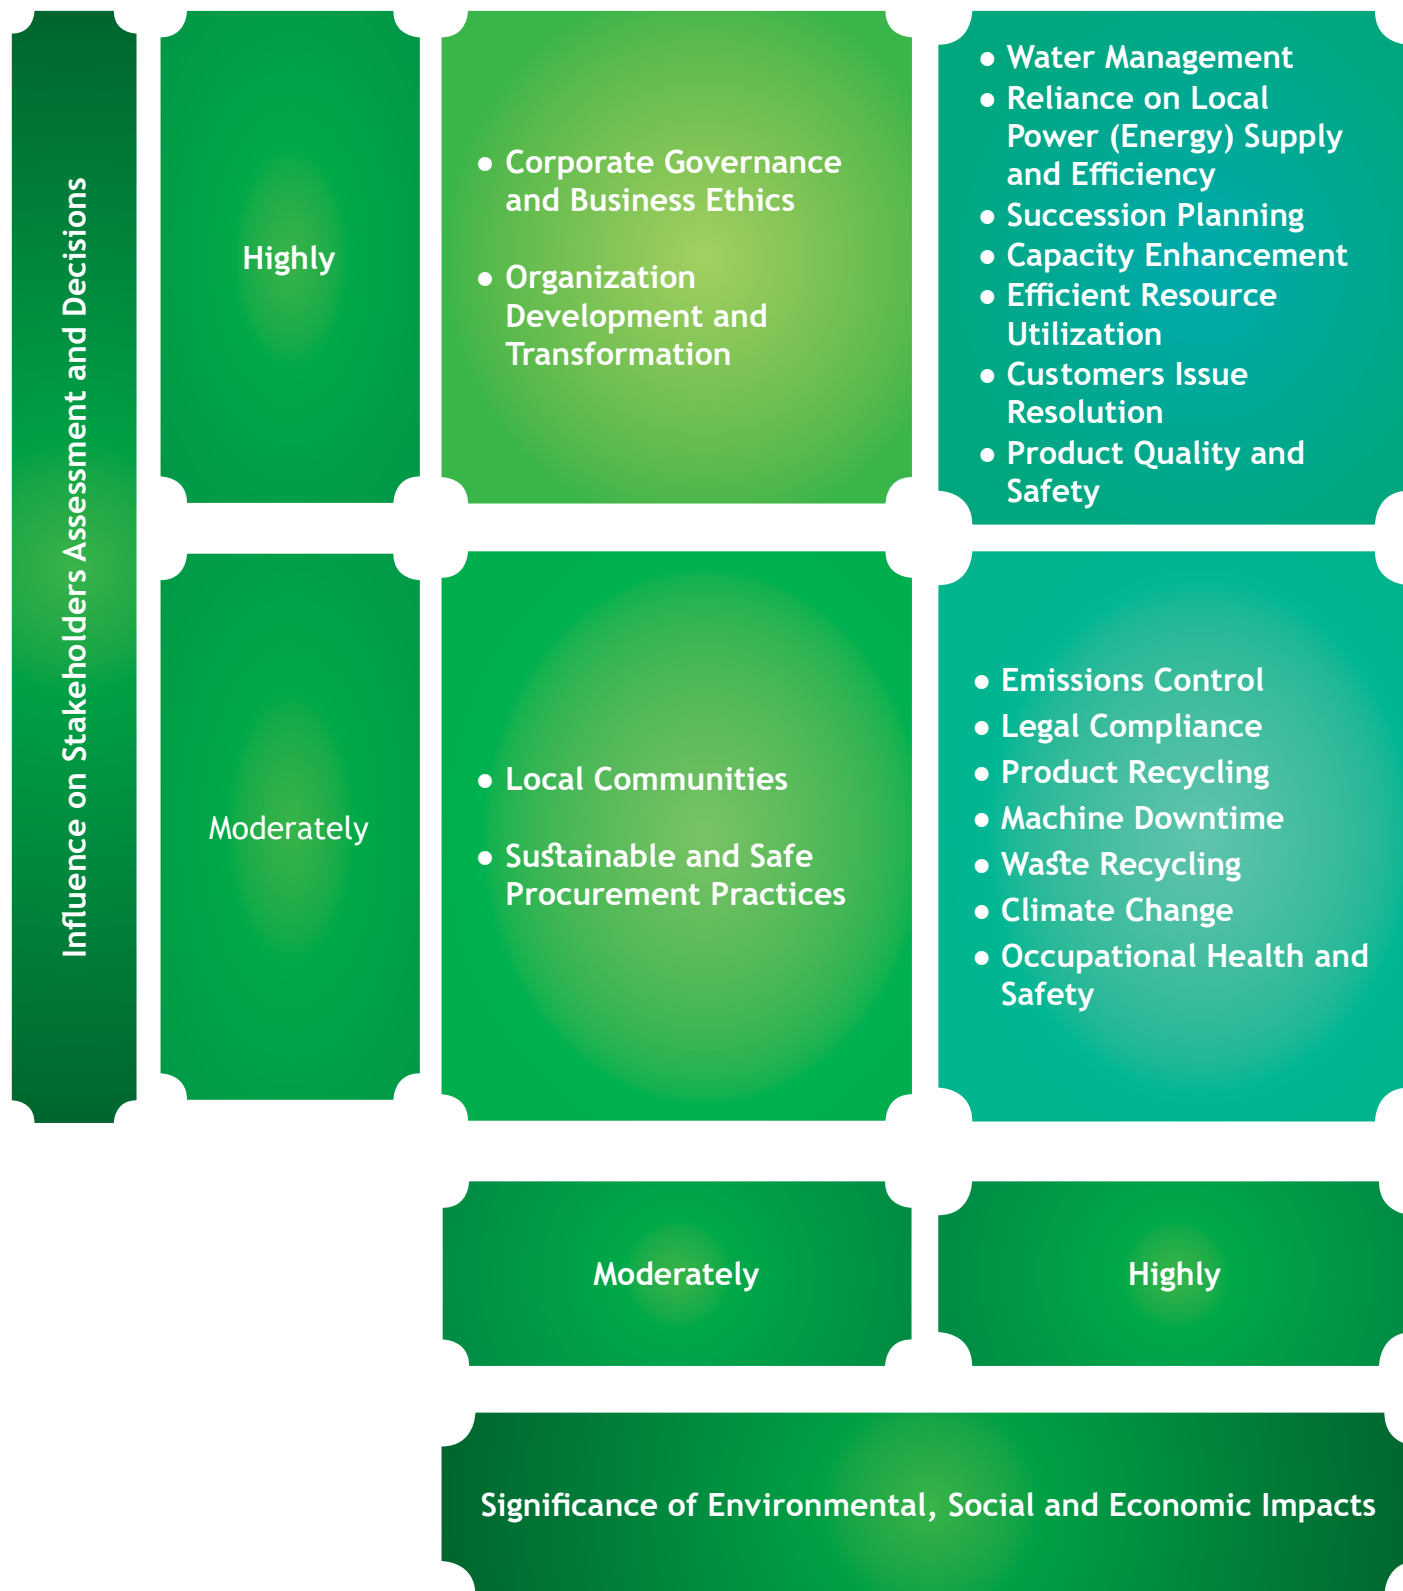 Influence on Stakeholders Assessment and Decisions
Highly
● Corporate Governance
and Business Ethics
● Organization
Development and
Transformation
● Water Management
● Reliance on Local
Power (Energy) Supply
and Efficiency
● Succession Planning
● Capacity Enhancement
● Efficient Resource
Utilization
● Customers Issue
Resolution
● Product Quality and
Safety
Moderately
● Local Communities
● Sustainable and Safe
Procurement Practices
● Emissions Control
● Legal Compliance
● Product Recycling
● Machine Downtime
● Waste Recycling
● Climate Change
● Occupational Health and
Safety
Moderately
Highly
Significance of Environmental, Social and Economic Impacts